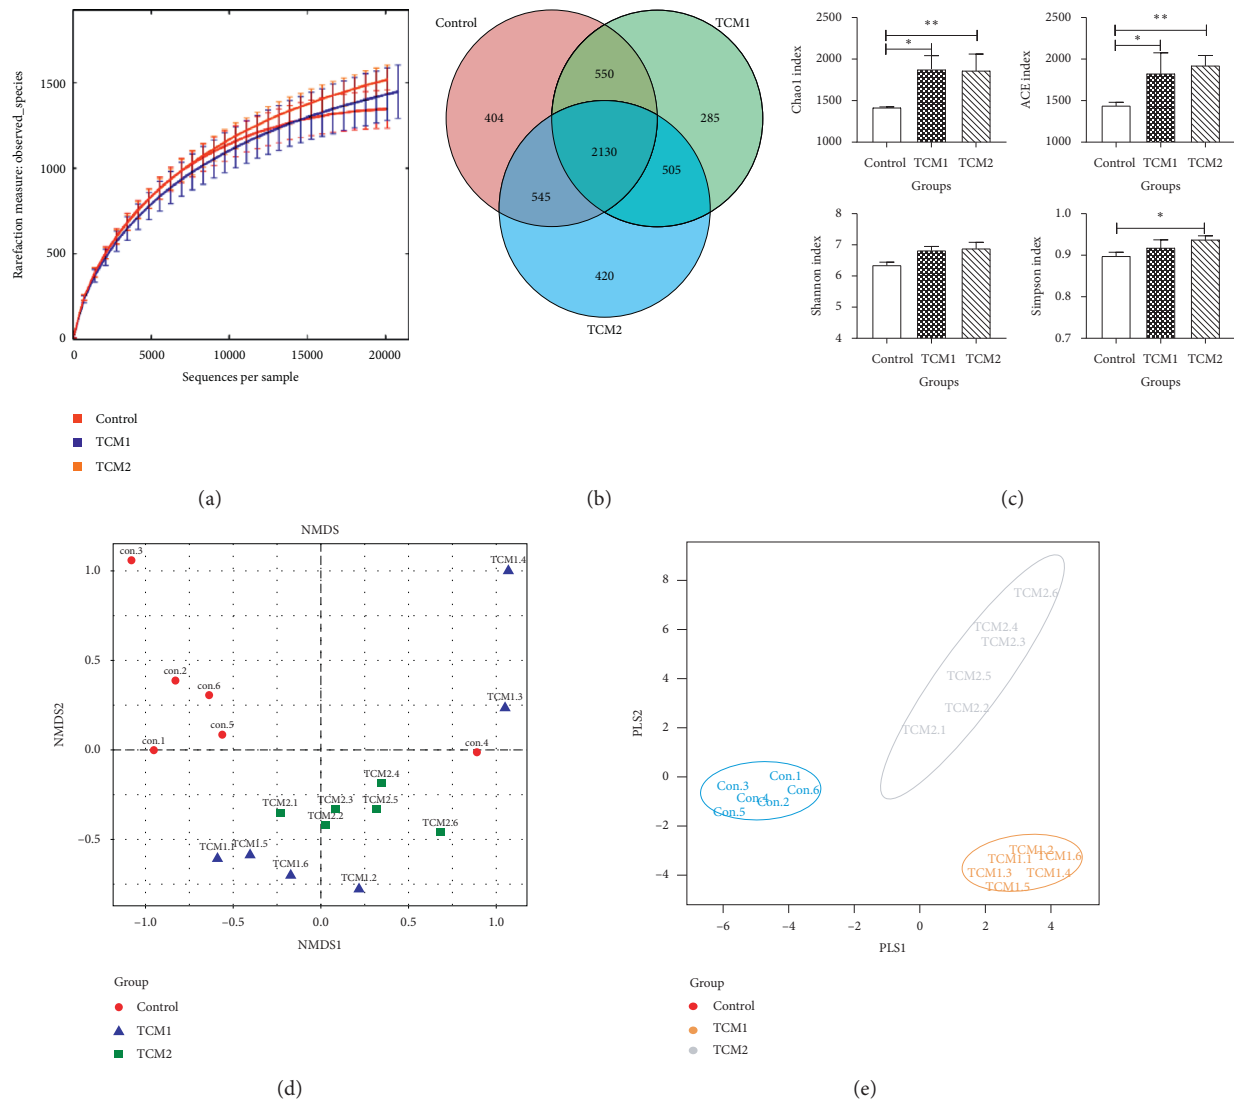 Rarefaction measure: observed_species
1500
1000
500
0
0 5000 10000 15000 20000
Sequences per sample
Control
TCM1
TCM2
(a)
Control
TCM1
550
404
285
2130
505
545
420
TCM2
(b)
Chao1 index
2500
2000
1500
1000
**
*
Control TCM1 TCM2
Groups
ACE index
2500
2000
1500
1000
**
*
Control TCM1 TCM2
Groups
Shannon index
8
7
6
5
4
Control TCM1 TCM2
Groups
Simpson index
1.0
0.9
0.8
0.7
*
Control TCM1 TCM2
Groups
(c)
NMDS
NMDS2
1.0
0.5
0.0
−0.5
con.3
TCM1.4
con.2
con.6
TCM1.3
con.5
con.1
con.4
TCM2.4
TCM2.1
TCM2.3
TCM2.5
TCM2.2
TCM2.6
TCM1.1
TCM1.5
TCM1.6
TCM1.2
−1.0 −0.5 0.0 0.5 1.0
NMDS1
Group
Control
TCM1
TCM2
(d)
PLS2
8
6
4
2
0
−2
−4
TCM2.6
TCM2.4
TCM2.3
TCM2.5
TCM2.2
TCM2.1
Con.1
Con.3
Con.6
Con.4
Con.2
Con.5
TCM1.2
TCM1.6
TCM1.1
TCM1.3
TCM1.4
TCM1.5
−6 −4 −2 0 2 4
PLS1
Group
Control
TCM1
TCM2
(e)